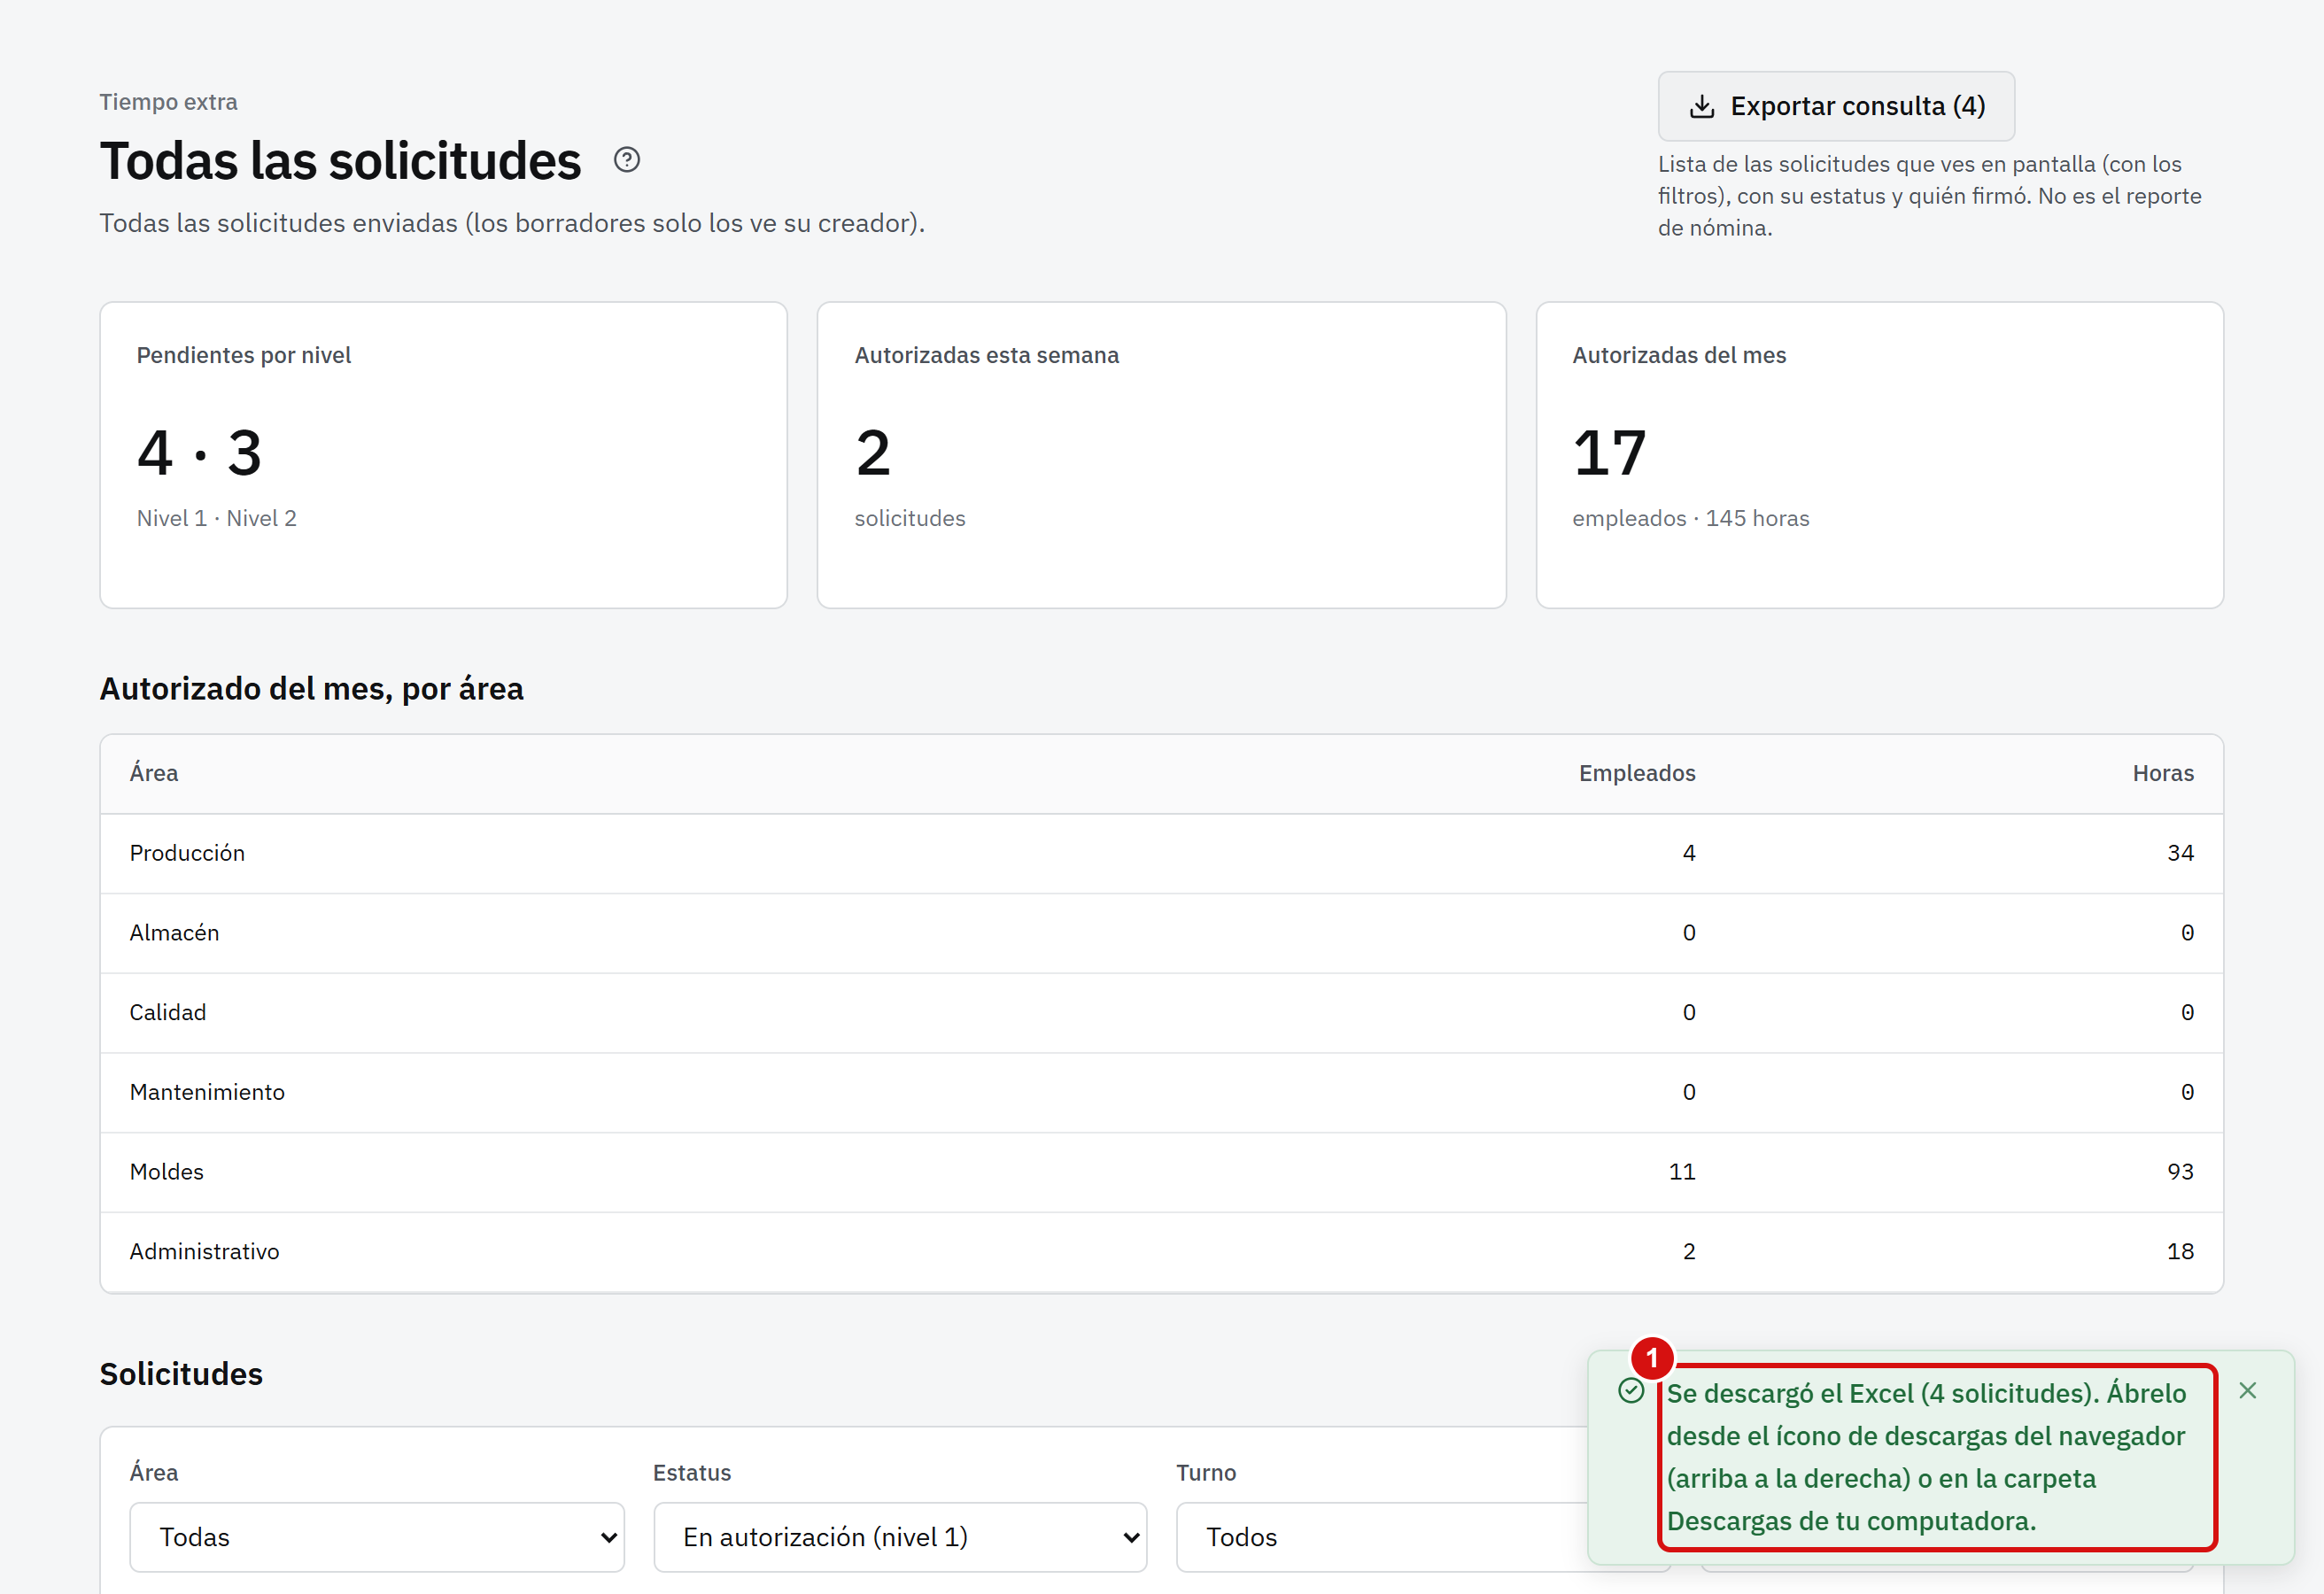 Tiempo extra
Todas las solicitudes
Todas las solicitudes enviadas (los borradores solo los ve su creador).
Exportar consulta (4)
Lista de las solicitudes que ves en pantalla (con los
filtros), con su estatus y quién firmó. No es el reporte
de nómina.
Pendientes por nivel
4 · 3
Nivel 1 · Nivel 2
Autorizadas esta semana
2
solicitudes
Autorizadas del mes
17
empleados · 145 horas
Autorizado del mes, por área
Área Empleados Horas
Producción 4 34
Almacén 0 0
Calidad 0 0
Mantenimiento 0 0
Moldes 11 93
Administrativo 2 18
Solicitudes
1
Se descargó el Excel (4 solicitudes). Ábrelo
desde el ícono de descargas del navegador
(arriba a la derecha) o en la carpeta
Descargas de tu computadora.
Área Estatus Turno
Todas En autorización (nivel 1) Todos